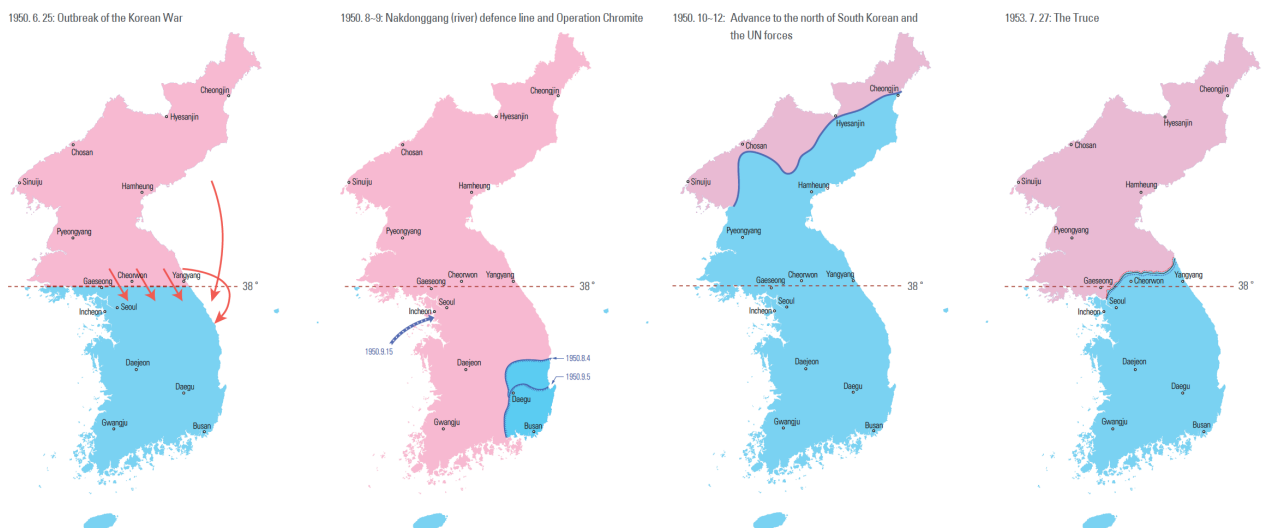 1950. 6. 25: Outbreak of the Korean War
Cheongjin
Hyesanjin
Chosan
Sinuiju
Hamheung
Pyeongyang
Cheorwon
Yangyang
Gaeseong
38 °
Seoul
Incheon
Daejeon
Daegu
Gwangju
Busan
1950. 8~9: Nakdonggang (river) defence line and Operation Chromite
Cheongjin
Hyesanjin
Chosan
Sinuiju
Hamheung
Pyeongyang
Cheorwon
Yangyang
Gaeseong
38 °
Seoul
Incheon
1950.9.15
1950.8.4
Daejeon
1950.9.5
Daegu
Gwangju
Busan
1950. 10~12: Advance to the north of South Korean and
the UN forces
Cheongjin
Hyesanjin
Chosan
Sinuiju
Hamheung
Pyeongyang
Cheorwon
Yangyang
Gaeseong
38 °
Seoul
Incheon
Daejeon
Daegu
Gwangju
Busan
1953. 7. 27: The Truce
Cheongjin
Hyesanjin
Chosan
Sinuiju
Hamheung
Pyeongyang
Yangyang
Gaeseong
Cheorwon
38 °
Seoul
Incheon
Daejeon
Daegu
Gwangju
Busan